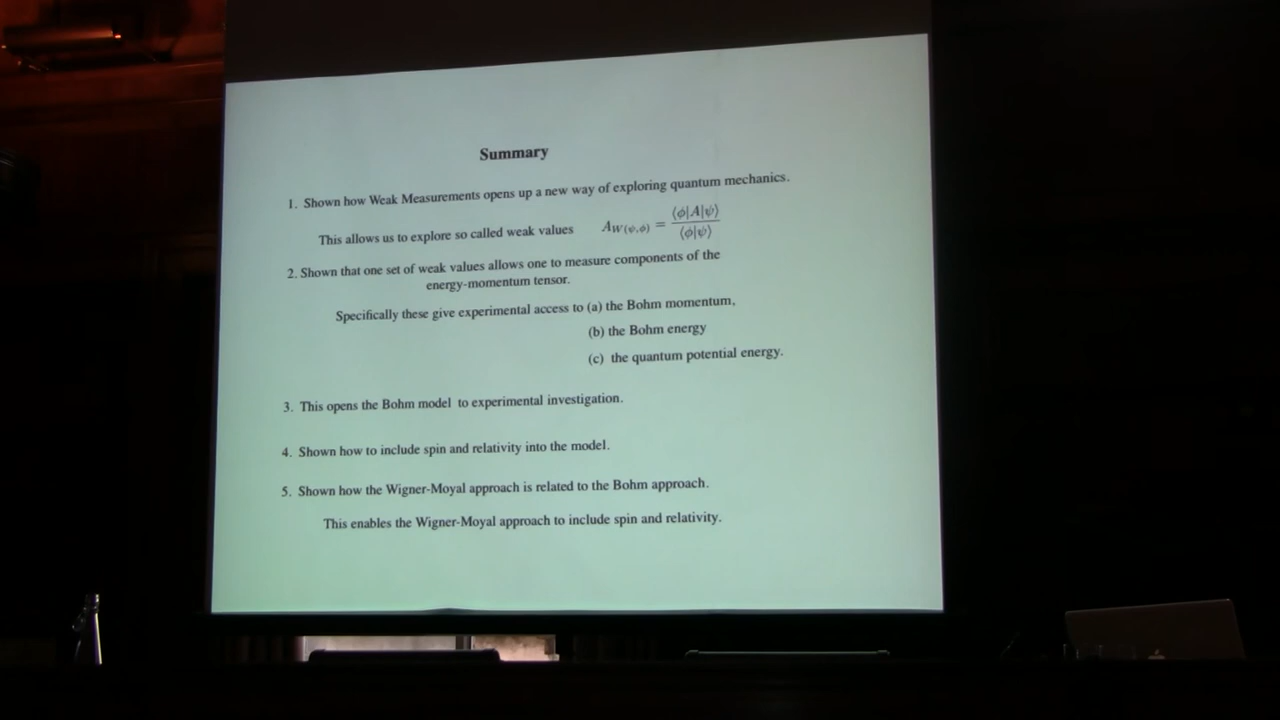 Summary
1. Shown how Weak Measurements opens up a new way of exploring quantum mechanics.
This allows us to explore so called weak values A_{W(ψ,φ)} = ⟨φ|A|ψ⟩ / ⟨φ|ψ⟩
2. Shown that one set of weak values allows one to measure components of the
energy-momentum tensor.
Specifically these give experimental access to (a) the Bohm momentum,
(b) the Bohm energy
(c) the quantum potential energy.
3. This opens the Bohm model to experimental investigation.
4. Shown how to include spin and relativity into the model.
5. Shown how the Wigner-Moyal approach is related to the Bohm approach.
This enables the Wigner-Moyal approach to include spin and relativity.